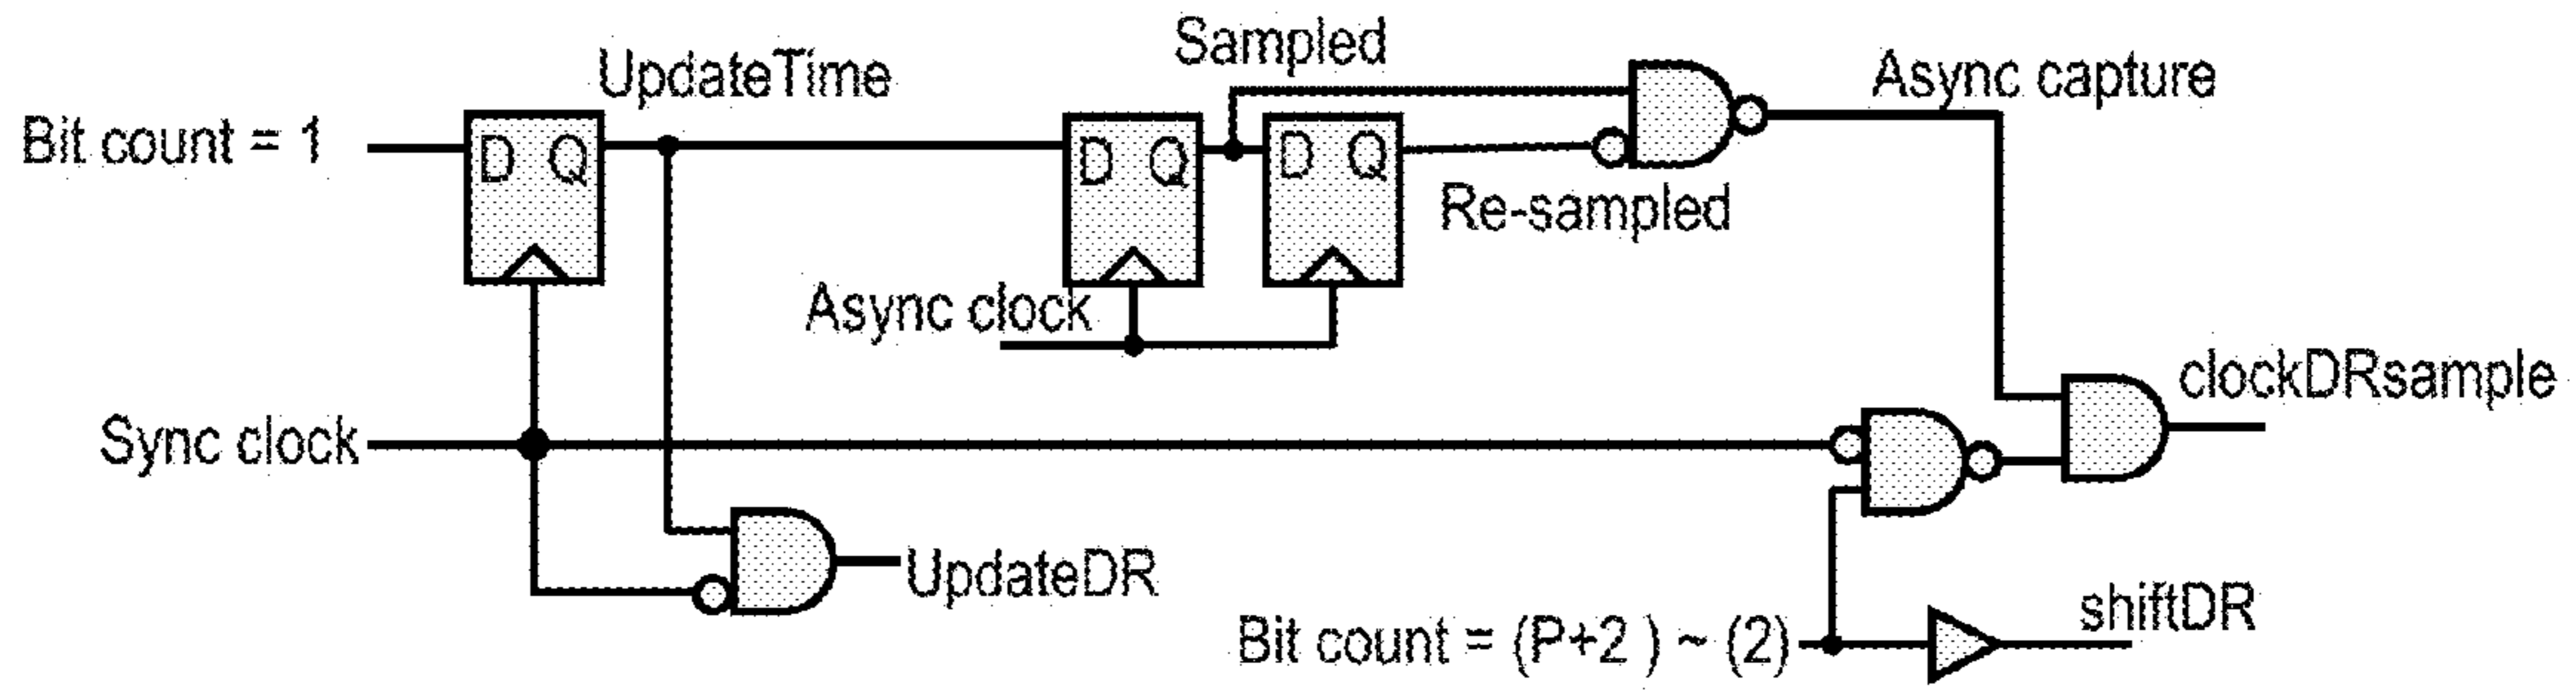 Sampled
UpdateTime
Async capture
Bit count = 1
D Q
D Q
D Q
Re-sampled
Async clock
clockDRsample
Sync clock
UpdateDR
shiftDR
Bit count = (P+2 ) ~ (2)